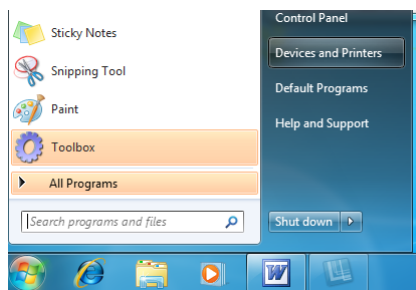 Sticky Notes
Snipping Tool
Paint
Toolbox
All Programs
Search programs and files
Control Panel
Devices and Printers
Default Programs
Help and Support
Shut down
W